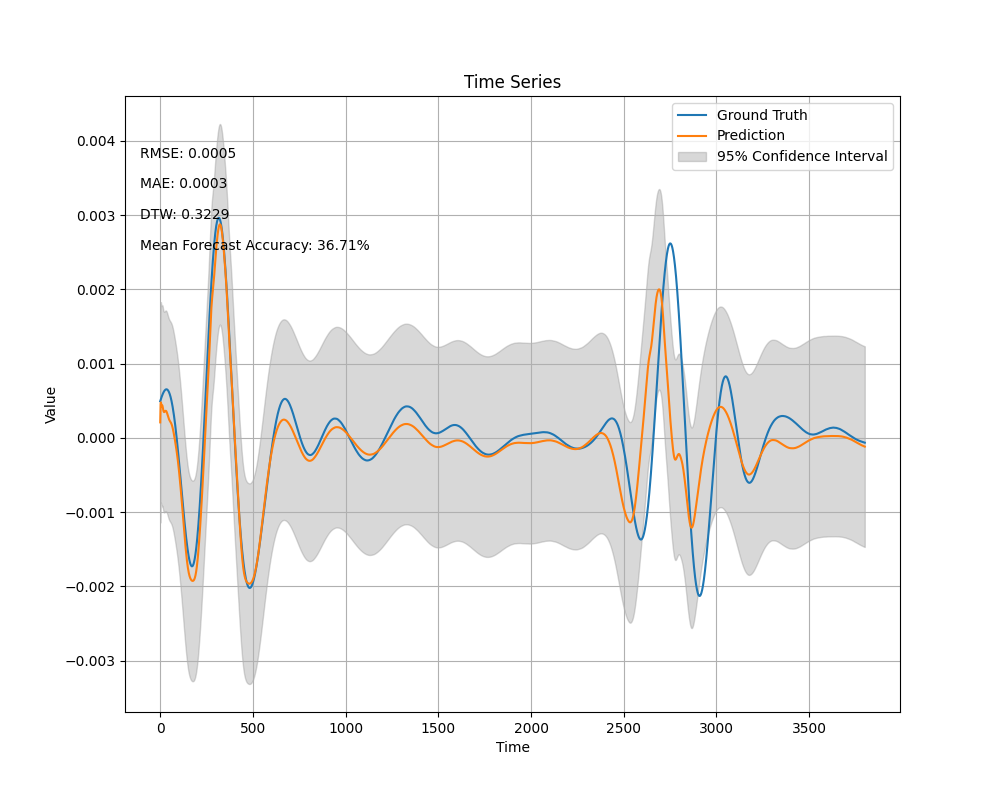 Time Series
Ground Truth
Prediction
95% Confidence Interval
RMSE: 0.0005
MAE: 0.0003
DTW: 0.3229
Mean Forecast Accuracy: 36.71%
Value
0.004
0.003
0.002
0.001
0.000
−0.001
−0.002
−0.003
0 500 1000 1500 2000 2500 3000 3500
Time